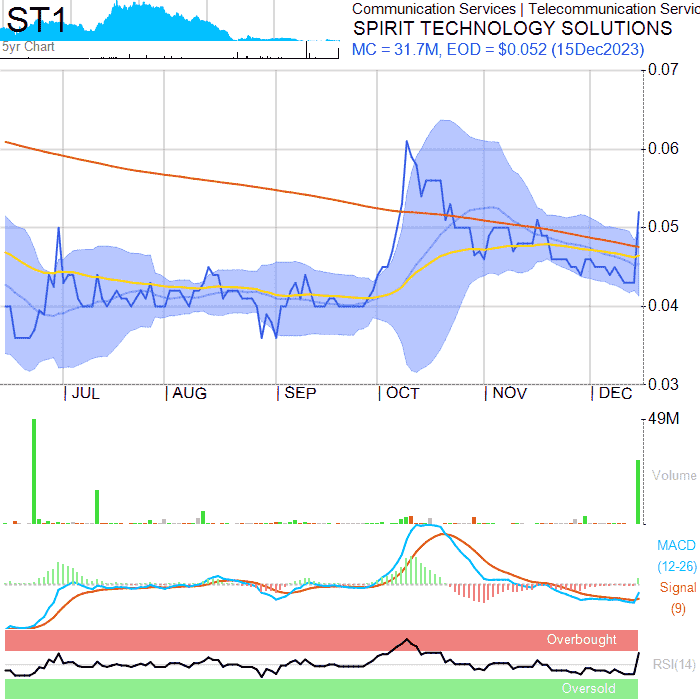 ST1
5yr Chart
Communication Services | Telecommunication Servic
SPIRIT TECHNOLOGY SOLUTIONS
MC = 31.7M, EOD = $0.052 (15Dec2023)
0.07
0.06
0.05
0.04
0.03
JUL
AUG
SEP
OCT
NOV
DEC
49M
Volume
MACD
(12-26)
Signal
(9)
Overbought
RSI(14)
Oversold